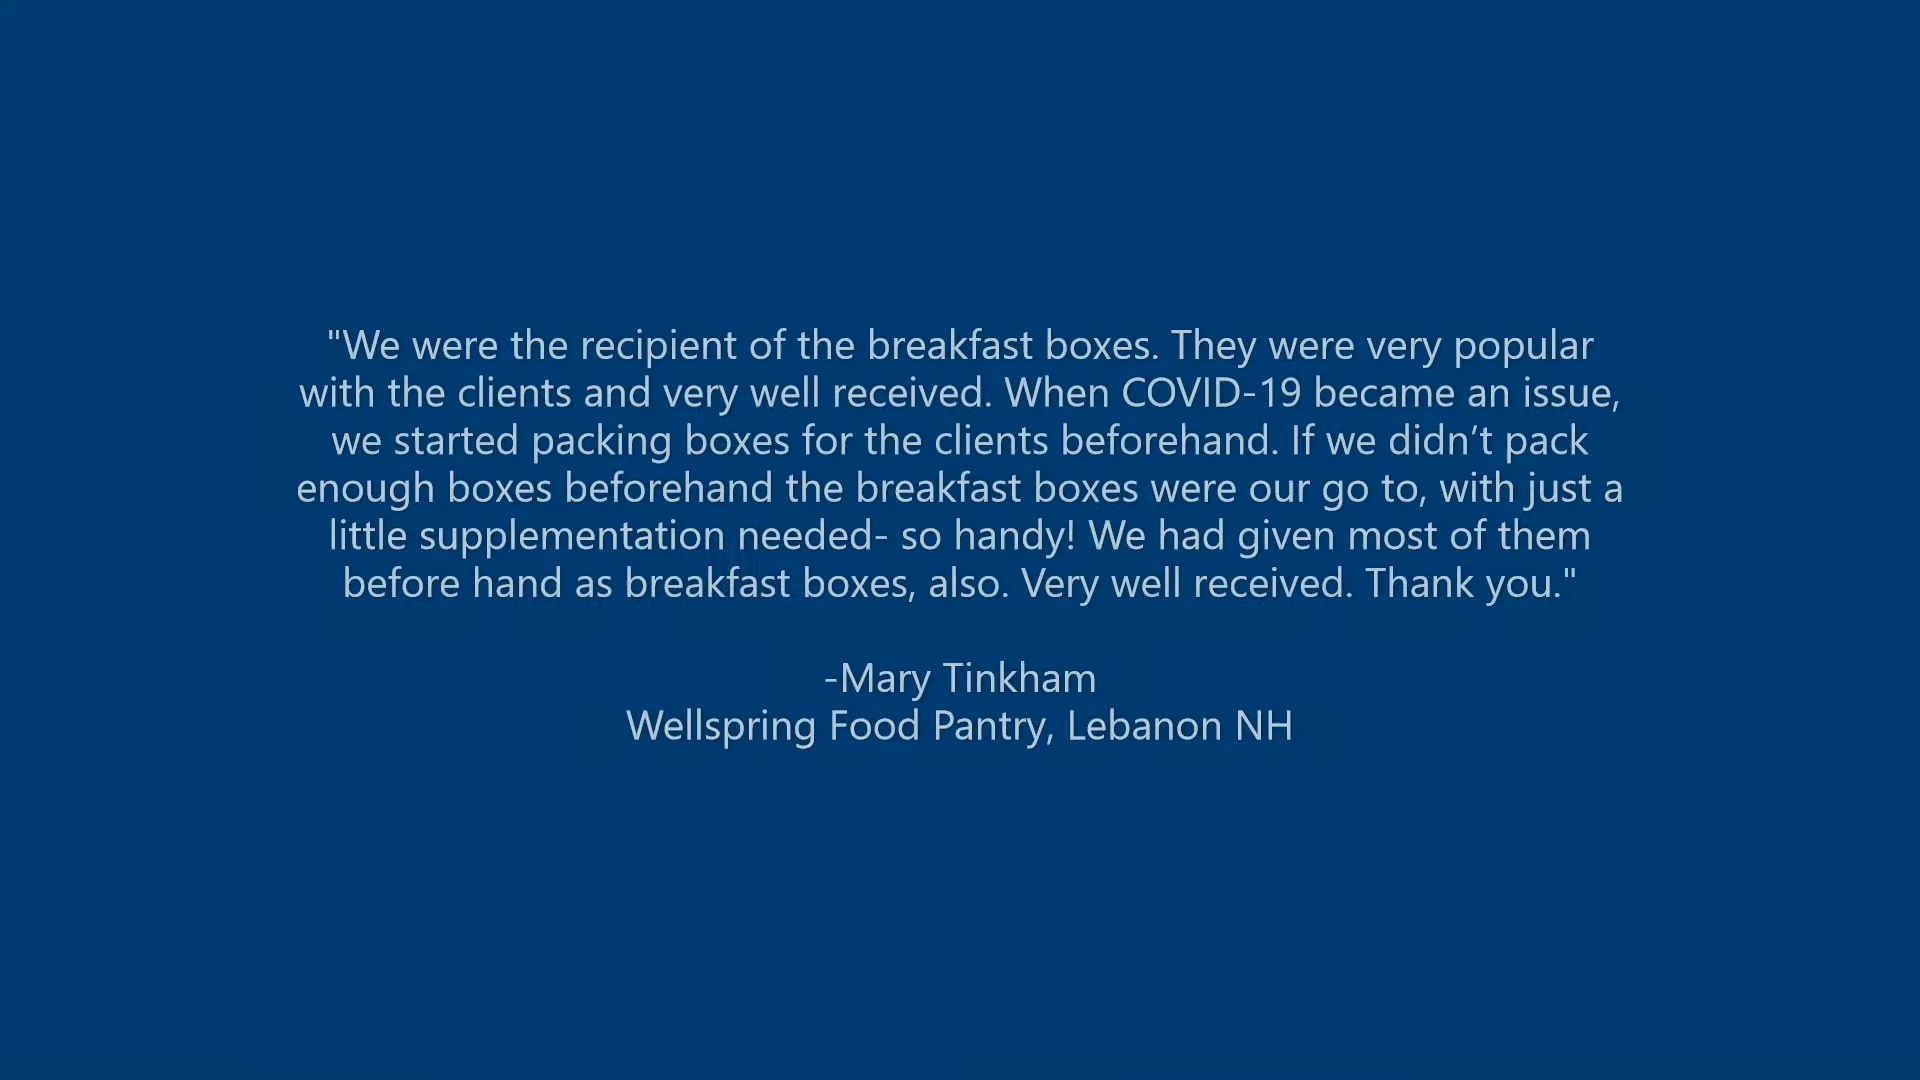 "We were the recipient of the breakfast boxes. They were very popular
with the clients and very well received. When COVID-19 became an issue,
we started packing boxes for the clients beforehand. If we didn’t pack
enough boxes beforehand the breakfast boxes were our go to, with just a
little supplementation needed- so handy! We had given most of them
before hand as breakfast boxes, also. Very well received. Thank you."
-Mary Tinkham
Wellspring Food Pantry, Lebanon NH